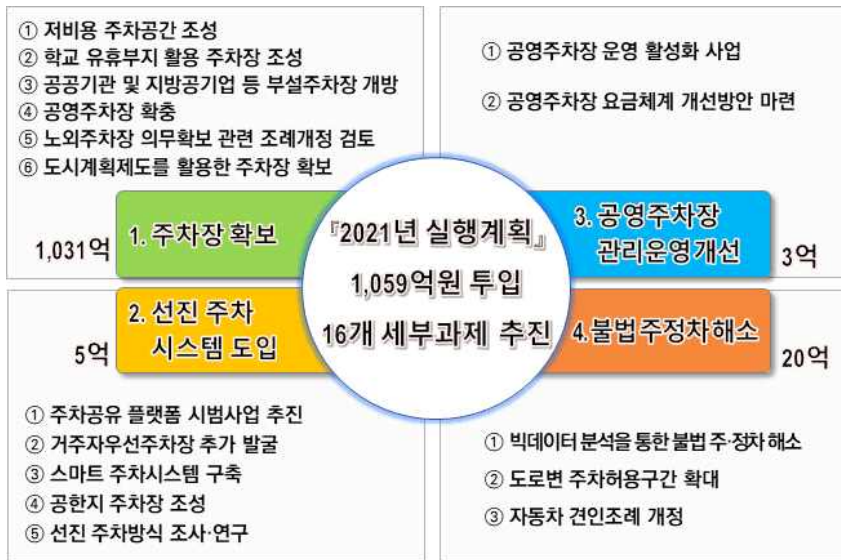 ① 저비용 주차공간 조성
② 학교 유휴부지 활용 주차장 조성
③ 공공기관 및 지방공기업 등 부설주차장 개방
④ 공영주차장 확충
⑤ 노외주차장 의무확보 관련 조례개정 검토
⑥ 도시계획제도를 활용한 주차장 확보
1,031억
1. 주차장 확보
① 공영주차장 운영 활성화 사업
② 공영주차장 요금체계 개선방안 마련
3. 공영주차장
관리운영개선
3억
『2021년 실행계획』
1,059억원 투입
16개 세부과제 추진
2. 선진 주차
시스템 도입
5억
① 주차공유 플랫폼 시범사업 추진
② 거주자우선주차장 추가 발굴
③ 스마트 주차시스템 구축
④ 공한지 주차장 조성
⑤ 선진 주차방식 조사·연구
4.불법주정차해소
20억
① 빅데이터 분석을 통한 불법 주·정차 해소
② 도로변 주차허용구간 확대
③ 자동차 견인조례 개정